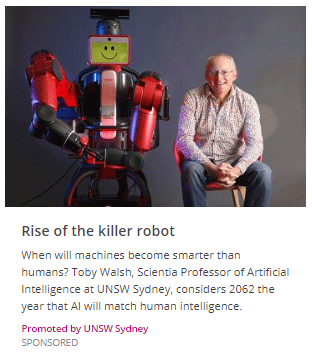 Rise of the killer robot
When will machines become smarter than
humans? Toby Walsh, Scientia Professor of Artificial
Intelligence at UNSW Sydney, considers 2062 the
year that AI will match human intelligence.
Promoted by UNSW Sydney
SPONSORED